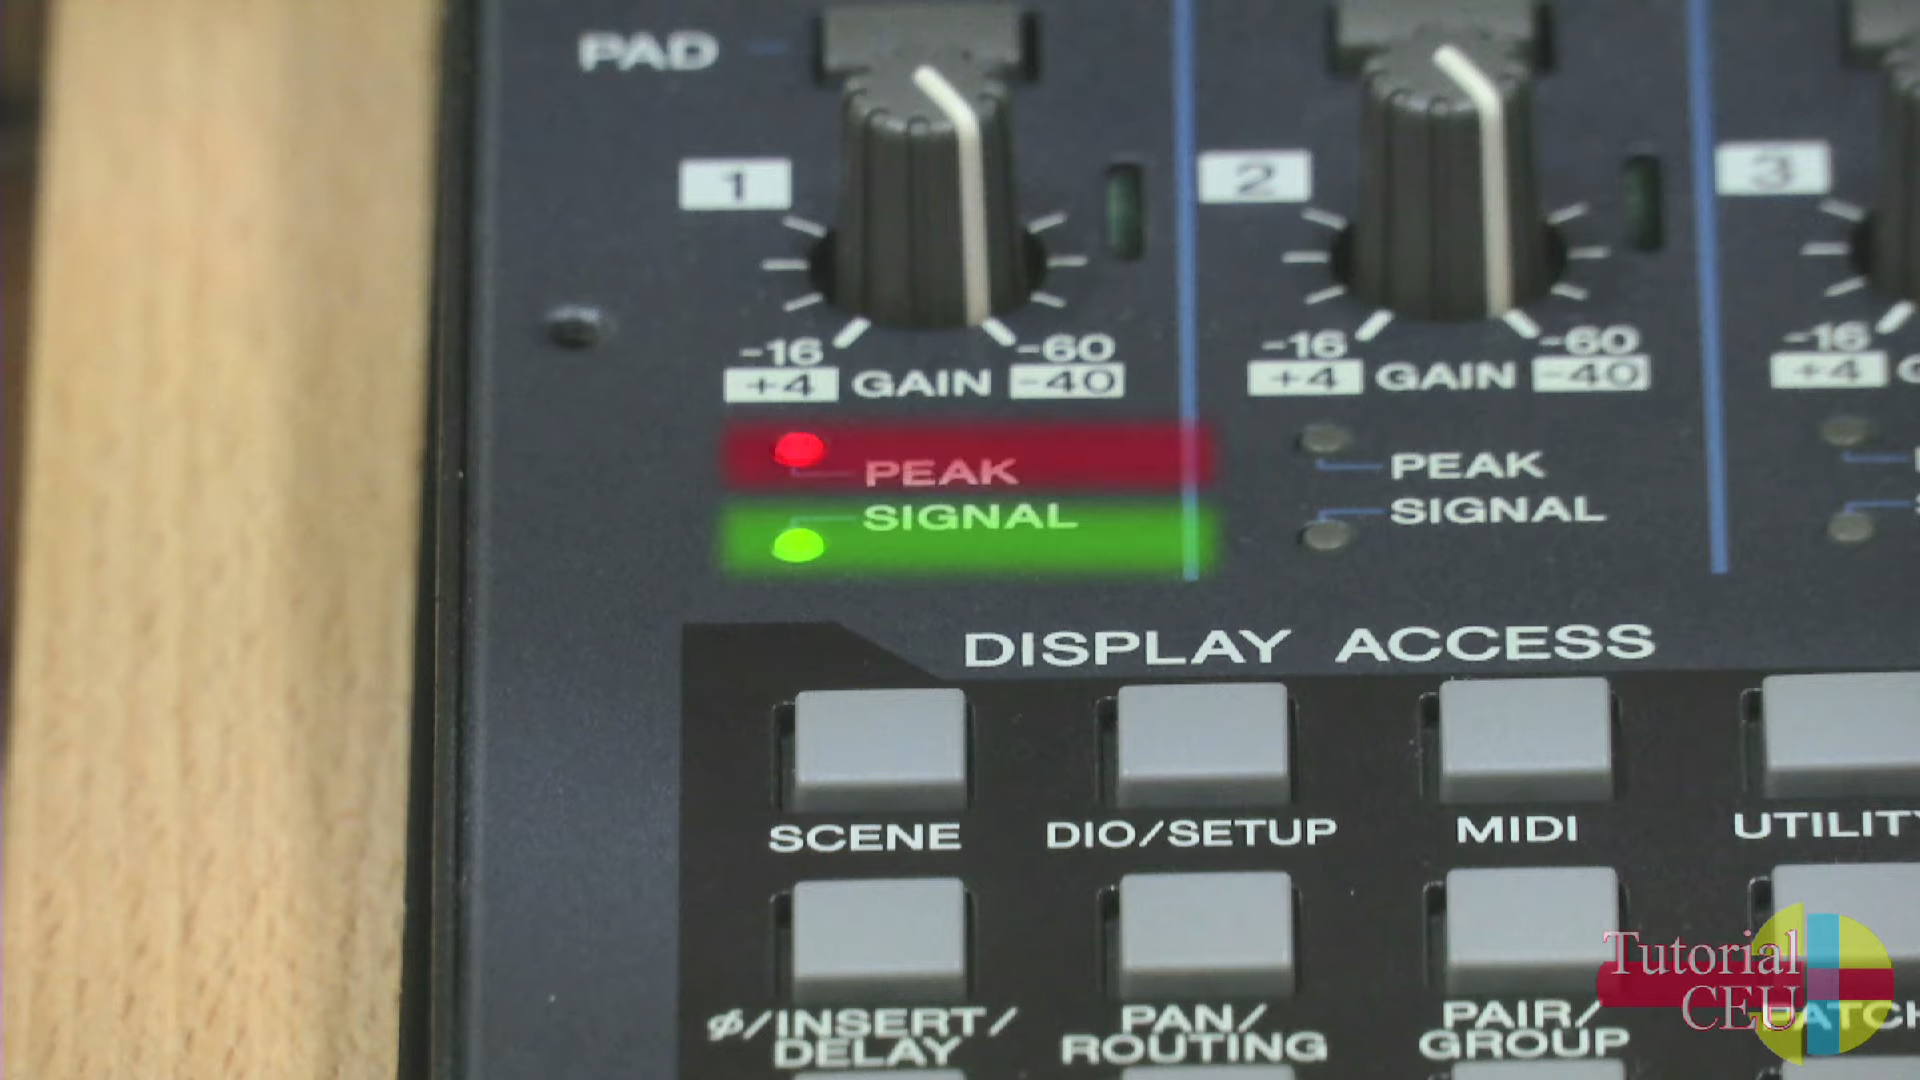 PAD
1
2
3
-16
-60
-16
-60
-16
+4 GAIN -40
+4 GAIN -40
+4
PEAK
SIGNAL
PEAK
SIGNAL
DISPLAY ACCESS
SCENE
DIO/SETUP
MIDI
UTILITY
ø/INSERT/
DELAY
PAN/
ROUTING
PAIR/
GROUP
PATCH
Tutorial
CEU